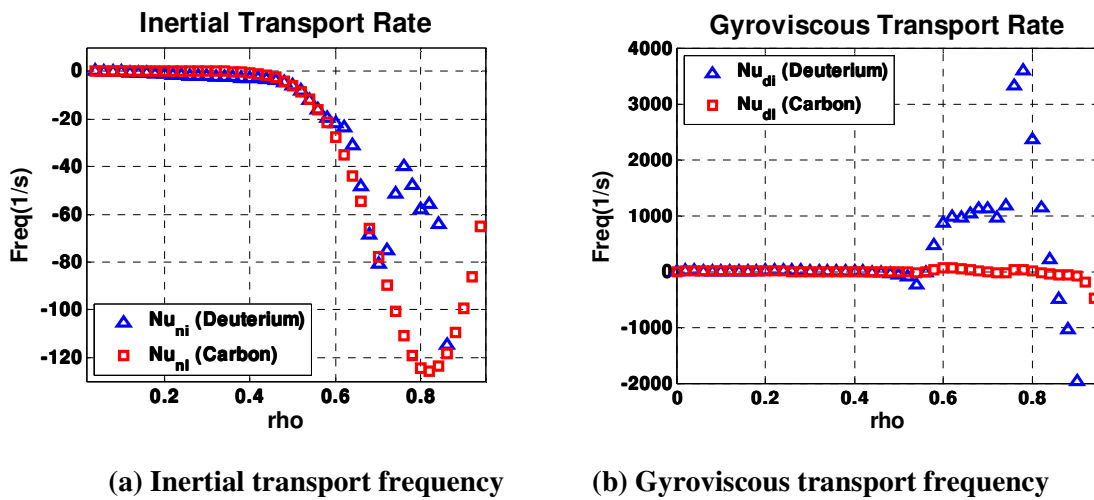 Inertial Transport Rate
0
-20
-40
-60
-80
-100
-120
Freq(1/s)
Nu_ni (Deuterium)
Nu_ni (Carbon)
0.2
0.4
0.6
0.8
rho
(a) Inertial transport frequency
Gyroviscous Transport Rate
4000
3000
2000
1000
0
-1000
-2000
Freq(1/s)
Nu_di (Deuterium)
Nu_di (Carbon)
0
0.2
0.4
0.6
0.8
rho
(b) Gyroviscous transport frequency